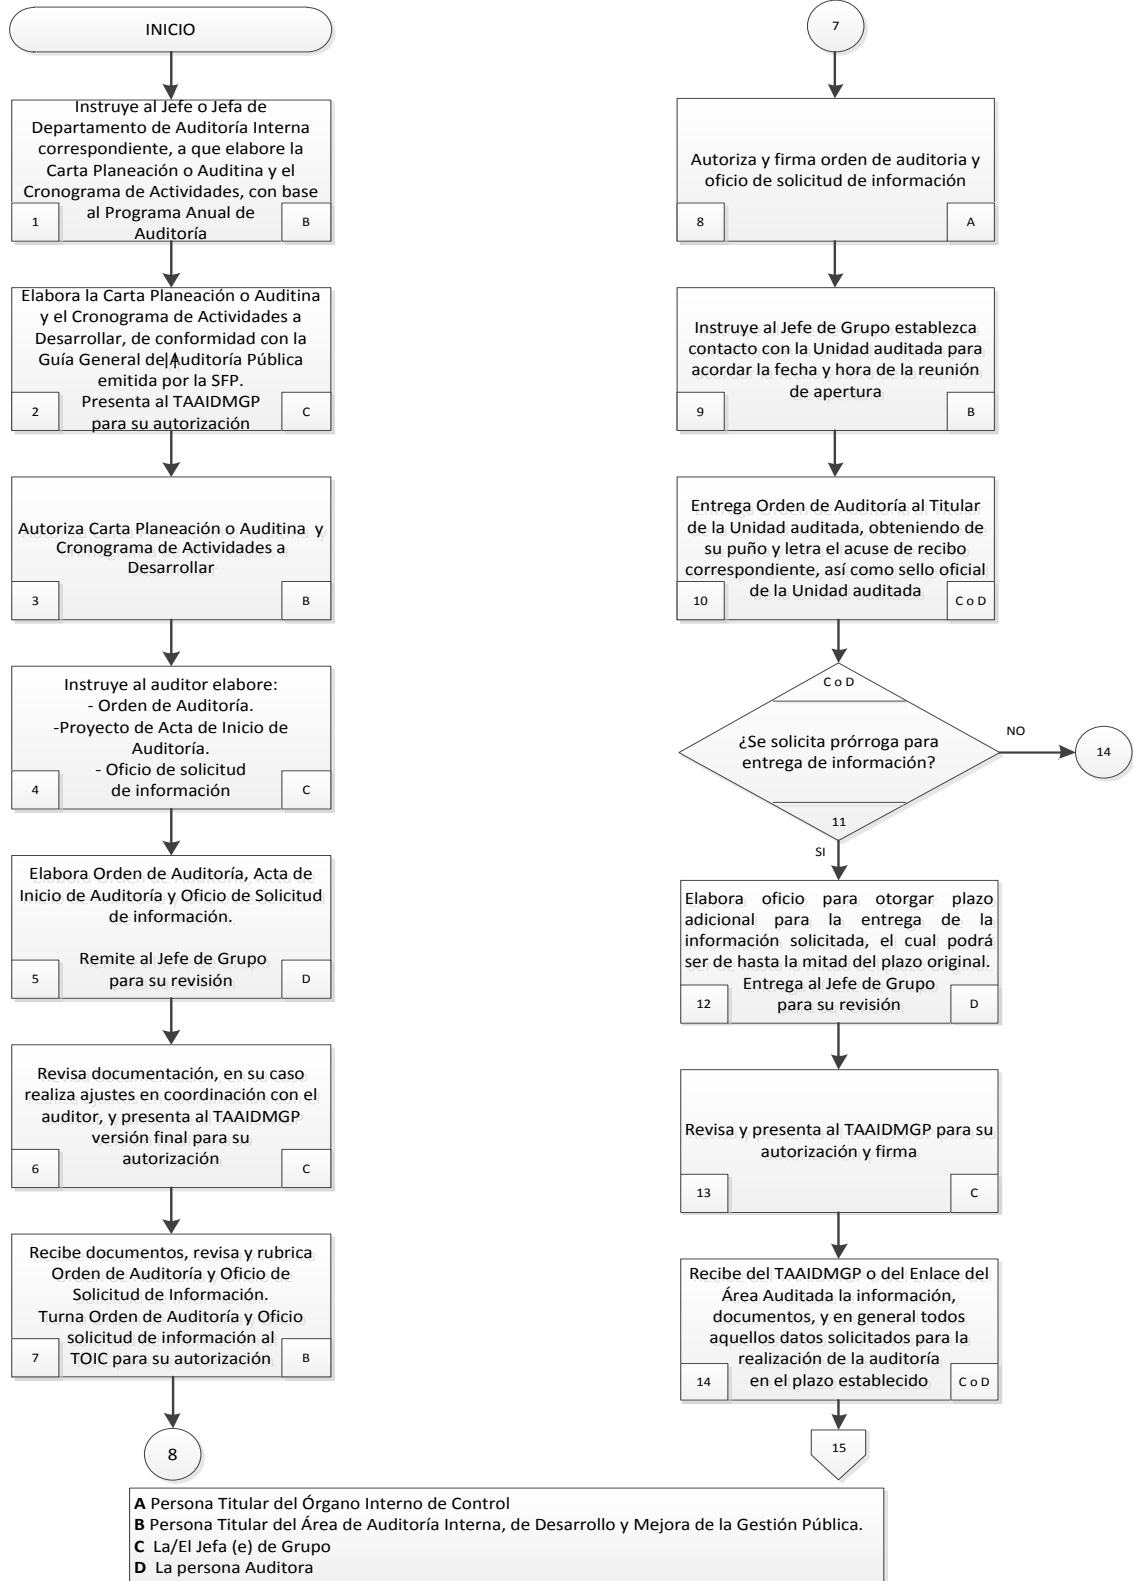 INICIO
Instruye al Jefe o Jefa de
Departamento de Auditoría Interna
correspondiente, a que elabore la
Carta Planeación o Auditina y el
Cronograma de Actividades, con base
al Programa Anual de
Auditoría
1
B
Elabora la Carta Planeación o Auditina
y el Cronograma de Actividades a
Desarrollar, de conformidad con la
Guía General de Auditoría Pública
emitida por la SFP.
Presenta al TAAIDMGP
para su autorización
2
C
Autoriza Carta Planeación o Auditina y
Cronograma de Actividades a
Desarrollar
3
B
Instruye al auditor elabore:
- Orden de Auditoría.
-Proyecto de Acta de Inicio de
Auditoría.
- Oficio de solicitud
de información
4
C
Elabora Orden de Auditoría, Acta de
Inicio de Auditoría y Oficio de Solicitud
de información.
Remite al Jefe de Grupo
para su revisión
5
D
Revisa documentación, en su caso
realiza ajustes en coordinación con el
auditor, y presenta al TAAIDMGP
versión final para su
autorización
6
C
Recibe documentos, revisa y rubrica
Orden de Auditoría y Oficio de
Solicitud de Información.
Turna Orden de Auditoría y Oficio
solicitud de información al
TOIC para su autorización
7
B
8
7
Autoriza y firma orden de auditoria y
oficio de solicitud de información
8
A
Instruye al Jefe de Grupo establezca
contacto con la Unidad auditada para
acordar la fecha y hora de la reunión
de apertura
9
B
Entrega Orden de Auditoría al Titular
de la Unidad auditada, obteniendo de
su puño y letra el acuse de recibo
correspondiente, así como sello oficial
de la Unidad auditada
10
C o D
C o D
¿Se solicita prórroga para
entrega de información?
11
NO
14
SI
Elabora oficio para otorgar plazo
adicional para la entrega de la
información solicitada, el cual podrá
ser de hasta la mitad del plazo original.
Entrega al Jefe de Grupo
para su revisión
12
D
Revisa y presenta al TAAIDMGP para su
autorización y firma
13
C
Recibe del TAAIDMGP o del Enlace del
Área Auditada la información,
documentos, y en general todos
aquellos datos solicitados para la
realización de la auditoría
en el plazo establecido
14
C o D
15
A Persona Titular del Órgano Interno de Control
B Persona Titular del Área de Auditoría Interna, de Desarrollo y Mejora de la Gestión Pública.
C La/El Jefa (e) de Grupo
D La persona Auditora